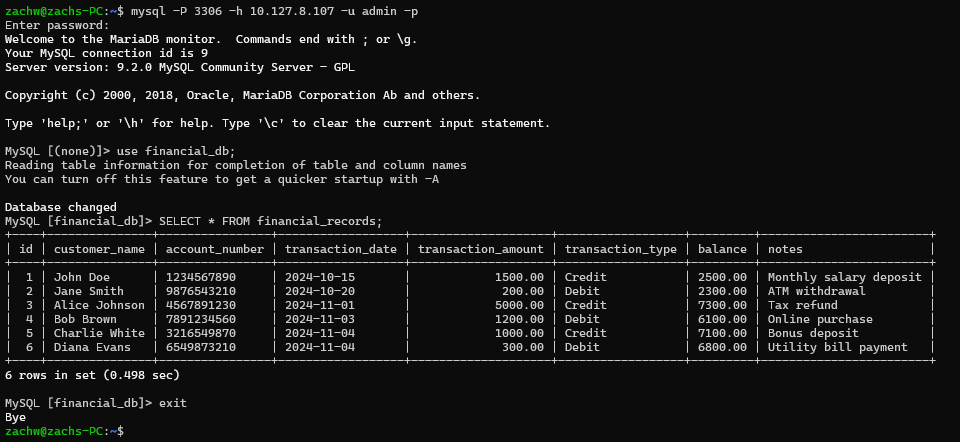 zachw@zachs-PC:~$ mysql -P 3306 -h 10.127.8.107 -u admin -p
Enter password:
Welcome to the MariaDB monitor.  Commands end with ; or \g.
Your MySQL connection id is 9
Server version: 9.2.0 MySQL Community Server - GPL

Copyright (c) 2000, 2018, Oracle, MariaDB Corporation Ab and others.

Type 'help;' or '\h' for help. Type '\c' to clear the current input statement.

MySQL [(none)]> use financial_db;
Reading table information for completion of table and column names
You can turn off this feature to get a quicker startup with -A

Database changed
MySQL [financial_db]> SELECT * FROM financial_records;
+----+---------------+----------------+------------------+--------------------+------------------+---------+------------------------+
| id | customer_name | account_number | transaction_date | transaction_amount | transaction_type | balance | notes                  |
+----+---------------+----------------+------------------+--------------------+------------------+---------+------------------------+
|  1 | John Doe      | 1234567890     | 2024-10-15       |            1500.00 | Credit           | 2500.00 | Monthly salary deposit |
|  2 | Jane Smith    | 9876543210     | 2024-10-20       |             200.00 | Debit            | 2300.00 | ATM withdrawal         |
|  3 | Alice Johnson | 4567891230     | 2024-11-01       |            5000.00 | Credit           | 7300.00 | Tax refund             |
|  4 | Bob Brown     | 7891234560     | 2024-11-03       |            1200.00 | Debit            | 6100.00 | Online purchase        |
|  5 | Charlie White | 3216549870     | 2024-11-04       |            1000.00 | Credit           | 7100.00 | Bonus deposit          |
|  6 | Diana Evans   | 6549873210     | 2024-11-04       |             300.00 | Debit            | 6800.00 | Utility bill payment   |
+----+---------------+----------------+------------------+--------------------+------------------+---------+------------------------+
6 rows in set (0.498 sec)

MySQL [financial_db]> exit
Bye
zachw@zachs-PC:~$